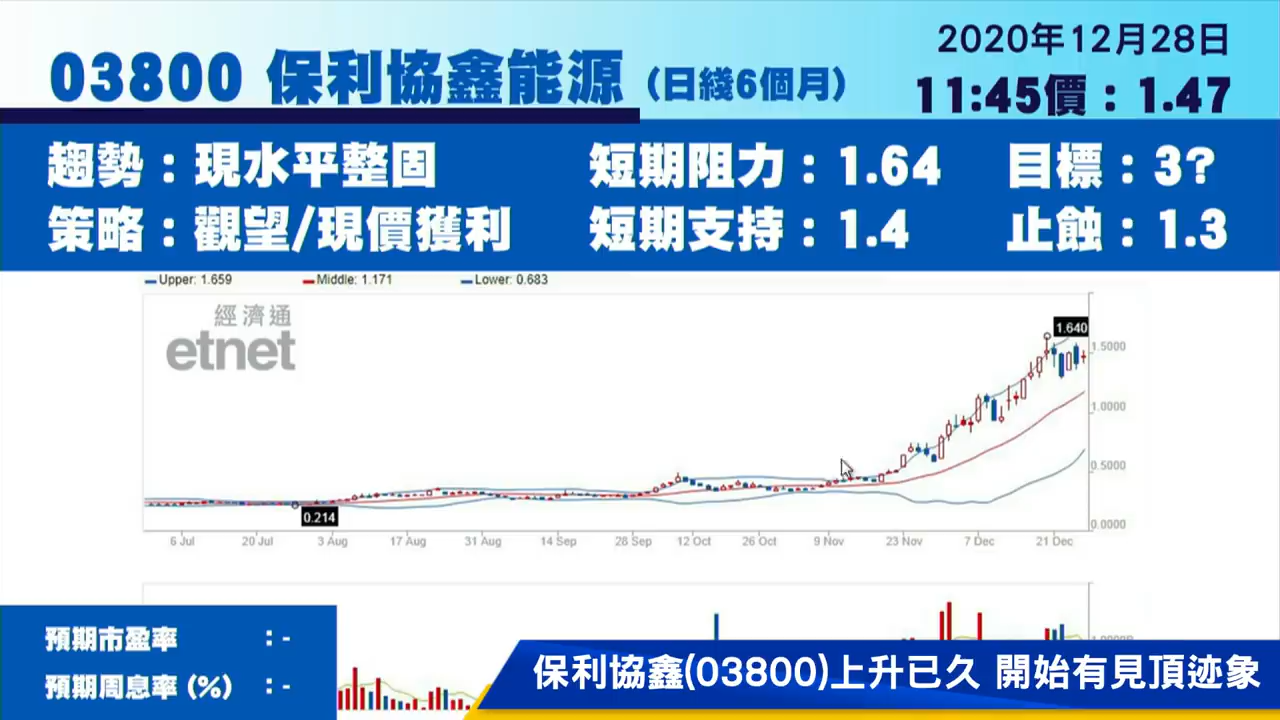 03800 保利協鑫能源 (日綫6個月)
2020年12月28日
11:45價：1.47
趨勢：現水平整固
短期阻力：1.64
目標：3?
策略：觀望/現價獲利
短期支持：1.4
止蝕：1.3
Upper: 1.659 Middle: 1.171 Lower: 0.683
經濟通
etnet
1.640
1.5000
1.0000
0.5000
0.214
0.0000
6 Jul 20 Jul 3 Aug 17 Aug 31 Aug 14 Sep 28 Sep 12 Oct 26 Oct 9 Nov 23 Nov 7 Dec 21 Dec
預期市盈率 ：-
預期周息率 (%) ：-
保利協鑫(03800)上升已久 開始有見頂迹象